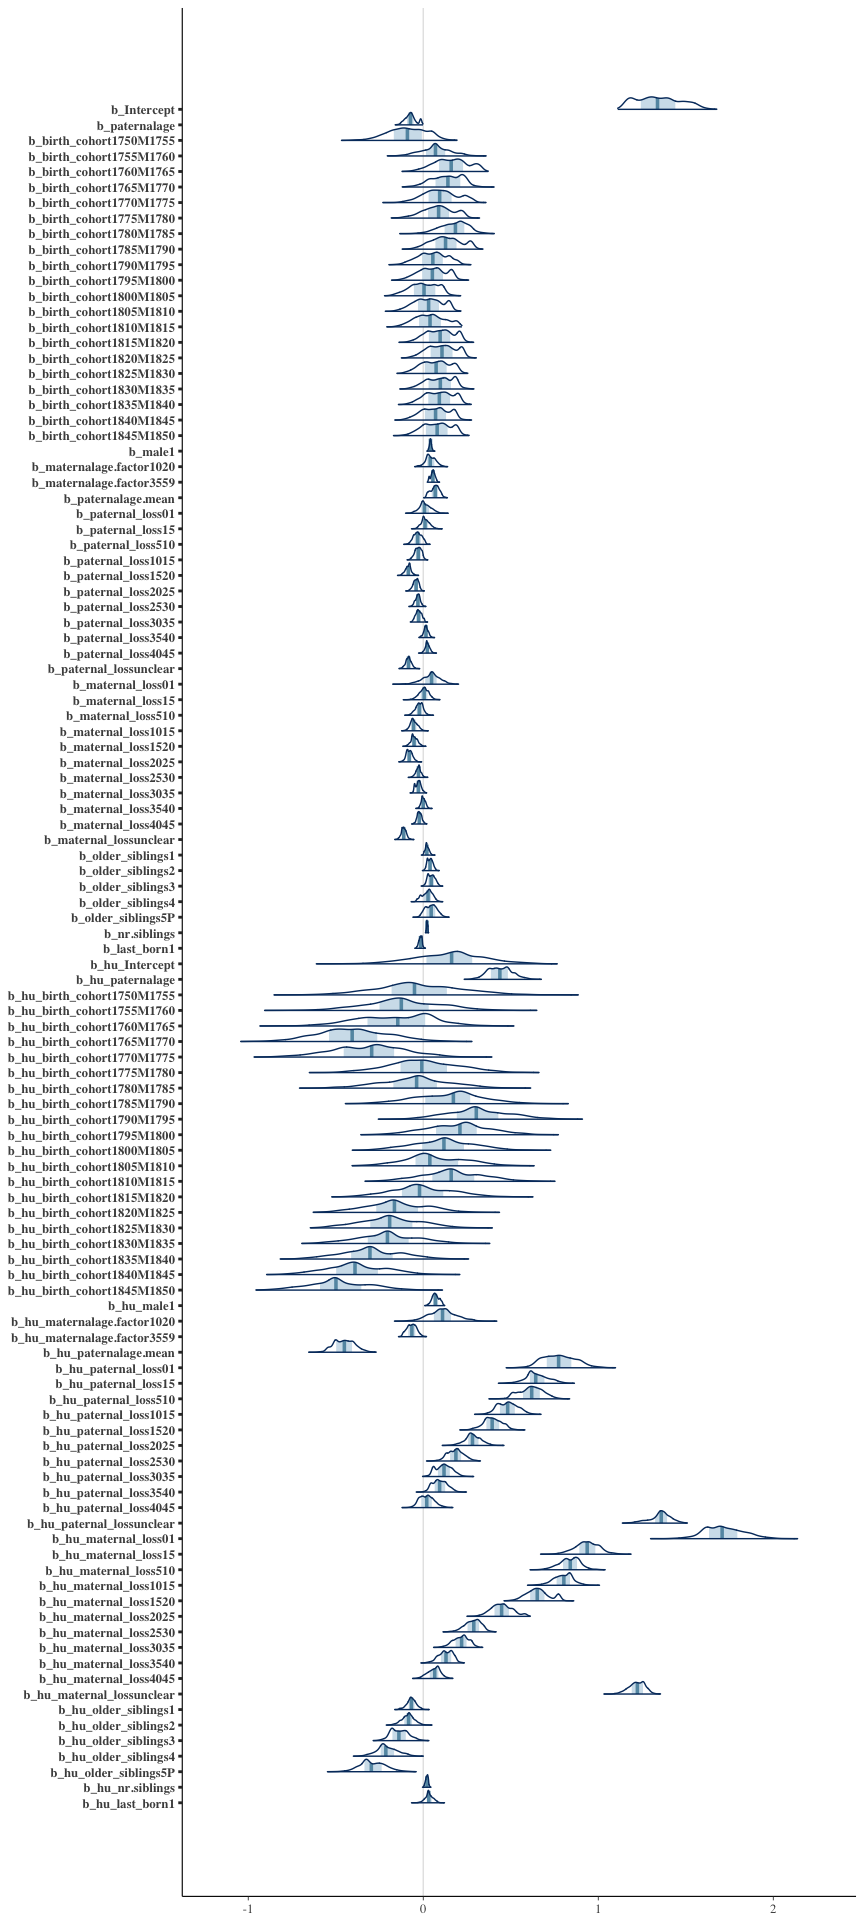 b_Intercept
b_paternalage
b_birth_cohort1750M1755
b_birth_cohort1755M1760
b_birth_cohort1760M1765
b_birth_cohort1765M1770
b_birth_cohort1770M1775
b_birth_cohort1775M1780
b_birth_cohort1780M1785
b_birth_cohort1785M1790
b_birth_cohort1790M1795
b_birth_cohort1795M1800
b_birth_cohort1800M1805
b_birth_cohort1805M1810
b_birth_cohort1810M1815
b_birth_cohort1815M1820
b_birth_cohort1820M1825
b_birth_cohort1825M1830
b_birth_cohort1830M1835
b_birth_cohort1835M1840
b_birth_cohort1840M1845
b_birth_cohort1845M1850
b_male1
b_maternalage.factor1020
b_maternalage.factor3559
b_paternalage.mean
b_paternal_loss01
b_paternal_loss15
b_paternal_loss510
b_paternal_loss1015
b_paternal_loss1520
b_paternal_loss2025
b_paternal_loss2530
b_paternal_loss3035
b_paternal_loss3540
b_paternal_loss4045
b_paternal_lossunclear
b_maternal_loss01
b_maternal_loss15
b_maternal_loss510
b_maternal_loss1015
b_maternal_loss1520
b_maternal_loss2025
b_maternal_loss2530
b_maternal_loss3035
b_maternal_loss3540
b_maternal_loss4045
b_maternal_lossunclear
b_older_siblings1
b_older_siblings2
b_older_siblings3
b_older_siblings4
b_older_siblings5P
b_nr.siblings
b_last_born1
b_hu_Intercept
b_hu_paternalage
b_hu_birth_cohort1750M1755
b_hu_birth_cohort1755M1760
b_hu_birth_cohort1760M1765
b_hu_birth_cohort1765M1770
b_hu_birth_cohort1770M1775
b_hu_birth_cohort1775M1780
b_hu_birth_cohort1780M1785
b_hu_birth_cohort1785M1790
b_hu_birth_cohort1790M1795
b_hu_birth_cohort1795M1800
b_hu_birth_cohort1800M1805
b_hu_birth_cohort1805M1810
b_hu_birth_cohort1810M1815
b_hu_birth_cohort1815M1820
b_hu_birth_cohort1820M1825
b_hu_birth_cohort1825M1830
b_hu_birth_cohort1830M1835
b_hu_birth_cohort1835M1840
b_hu_birth_cohort1840M1845
b_hu_birth_cohort1845M1850
b_hu_male1
b_hu_maternalage.factor1020
b_hu_maternalage.factor3559
b_hu_paternalage.mean
b_hu_paternal_loss01
b_hu_paternal_loss15
b_hu_paternal_loss510
b_hu_paternal_loss1015
b_hu_paternal_loss1520
b_hu_paternal_loss2025
b_hu_paternal_loss2530
b_hu_paternal_loss3035
b_hu_paternal_loss3540
b_hu_paternal_loss4045
b_hu_paternal_lossunclear
b_hu_maternal_loss01
b_hu_maternal_loss15
b_hu_maternal_loss510
b_hu_maternal_loss1015
b_hu_maternal_loss1520
b_hu_maternal_loss2025
b_hu_maternal_loss2530
b_hu_maternal_loss3035
b_hu_maternal_loss3540
b_hu_maternal_loss4045
b_hu_maternal_lossunclear
b_hu_older_siblings1
b_hu_older_siblings2
b_hu_older_siblings3
b_hu_older_siblings4
b_hu_older_siblings5P
b_hu_nr.siblings
b_hu_last_born1
-1 0 1 2